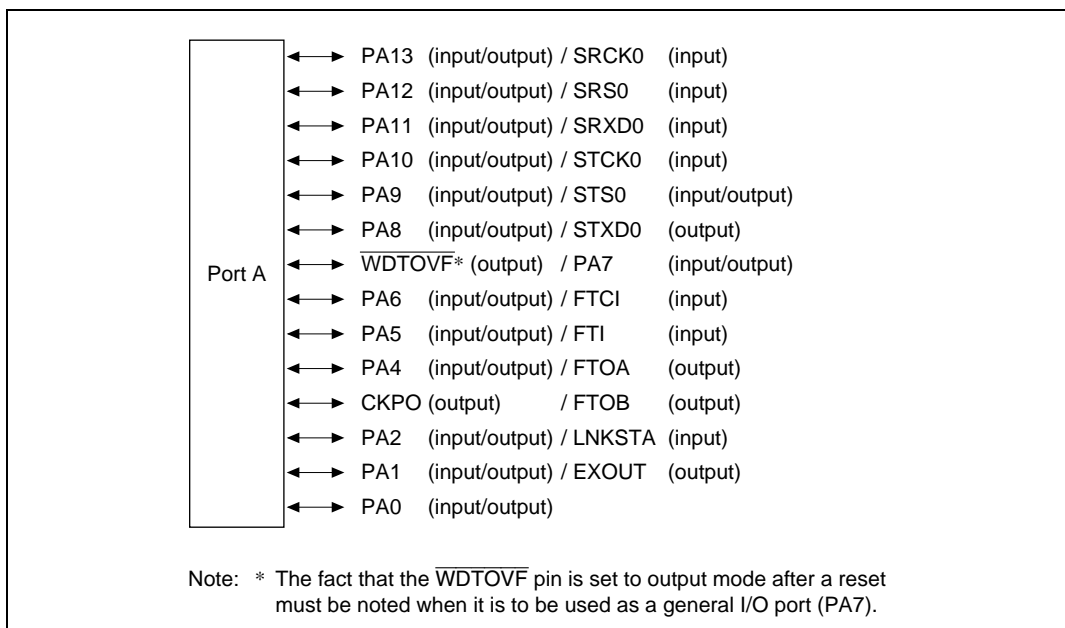 Port A
PA13 (input/output) / SRCK0 (input)
PA12 (input/output) / SRS0 (input)
PA11 (input/output) / SRXD0 (input)
PA10 (input/output) / STCK0 (input)
PA9 (input/output) / STS0 (input/output)
PA8 (input/output) / STXD0 (output)
W̅D̅T̅O̅V̅F̅* (output) / PA7 (input/output)
PA6 (input/output) / FTCI (input)
PA5 (input/output) / FTI (input)
PA4 (input/output) / FTOA (output)
CKPO (output) / FTOB (output)
PA2 (input/output) / LNKSTA (input)
PA1 (input/output) / EXOUT (output)
PA0 (input/output)
Note: * The fact that the W̅D̅T̅O̅V̅F̅ pin is set to output mode after a reset
must be noted when it is to be used as a general I/O port (PA7).